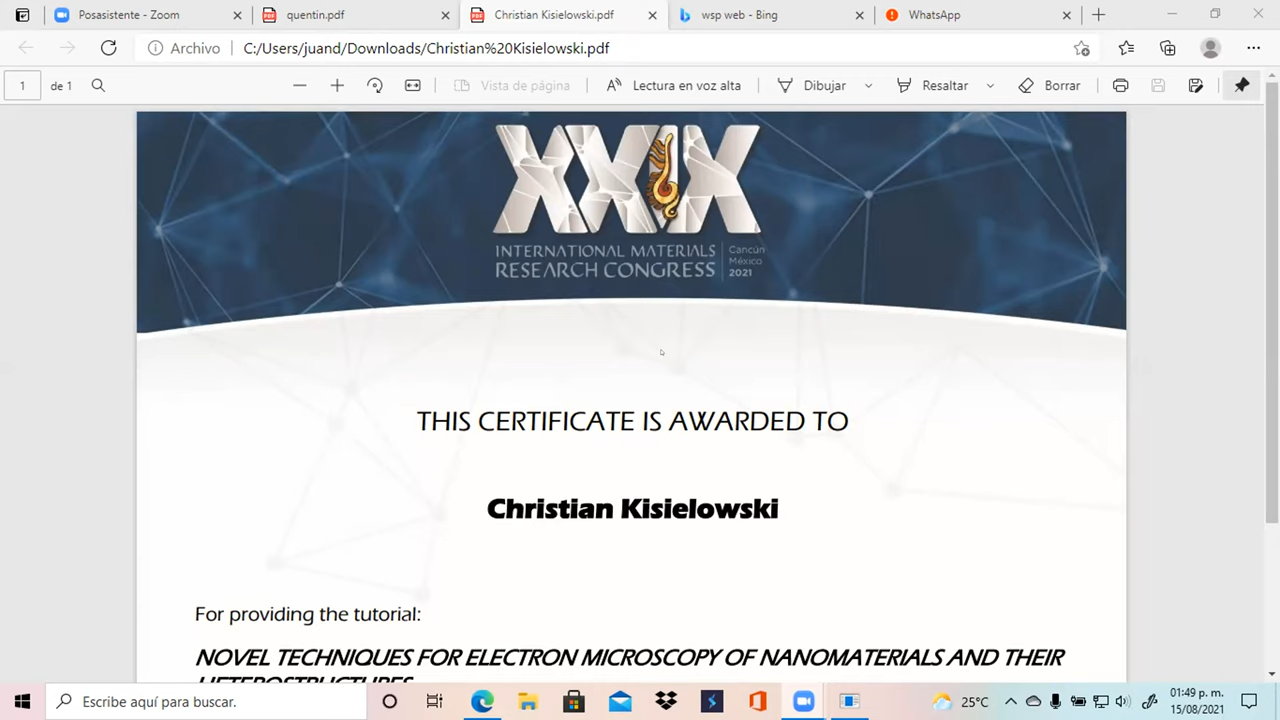 Posasistente - Zoom
quentin.pdf
Christian Kisielowski.pdf
wsp web - Bing
WhatsApp
Archivo
C:/Users/juand/Downloads/Christian%20Kisielowski.pdf
1 de 1
Vista de página
Lectura en voz alta
Dibujar
Resaltar
Borrar
XXIX
INTERNATIONAL MATERIALS
RESEARCH CONGRESS
Cancún
México
2021
THIS CERTIFICATE IS AWARDED TO
Christian Kisielowski
For providing the tutorial:
NOVEL TECHNIQUES FOR ELECTRON MICROSCOPY OF NANOMATERIALS AND THEIR
HETEROSTRUCTURES
Escribe aquí para buscar.
25°C
01:49 p. m.
15/08/2021